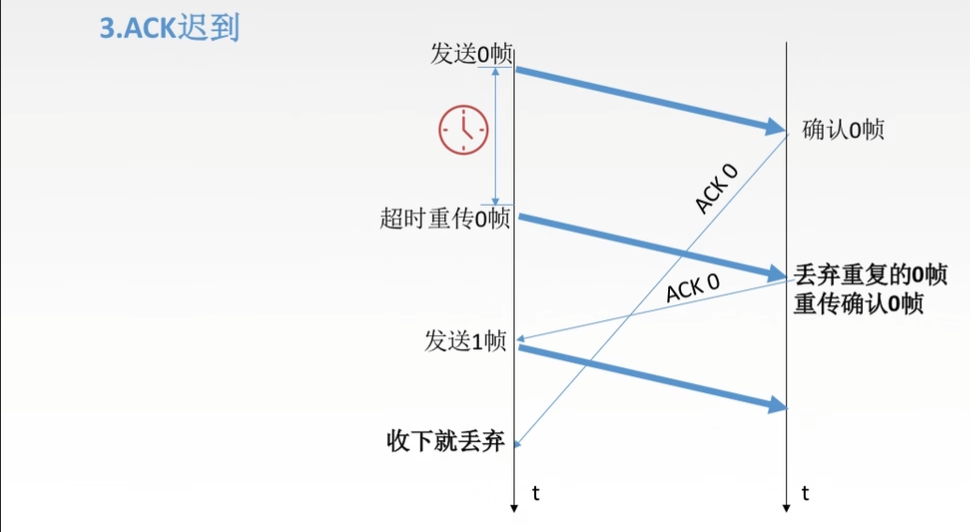 3.ACK迟到
发送0帧
确认0帧
ACK 0
超时重传0帧
丢弃重复的0帧
重传确认0帧
ACK 0
发送1帧
收下就丢弃
t
t